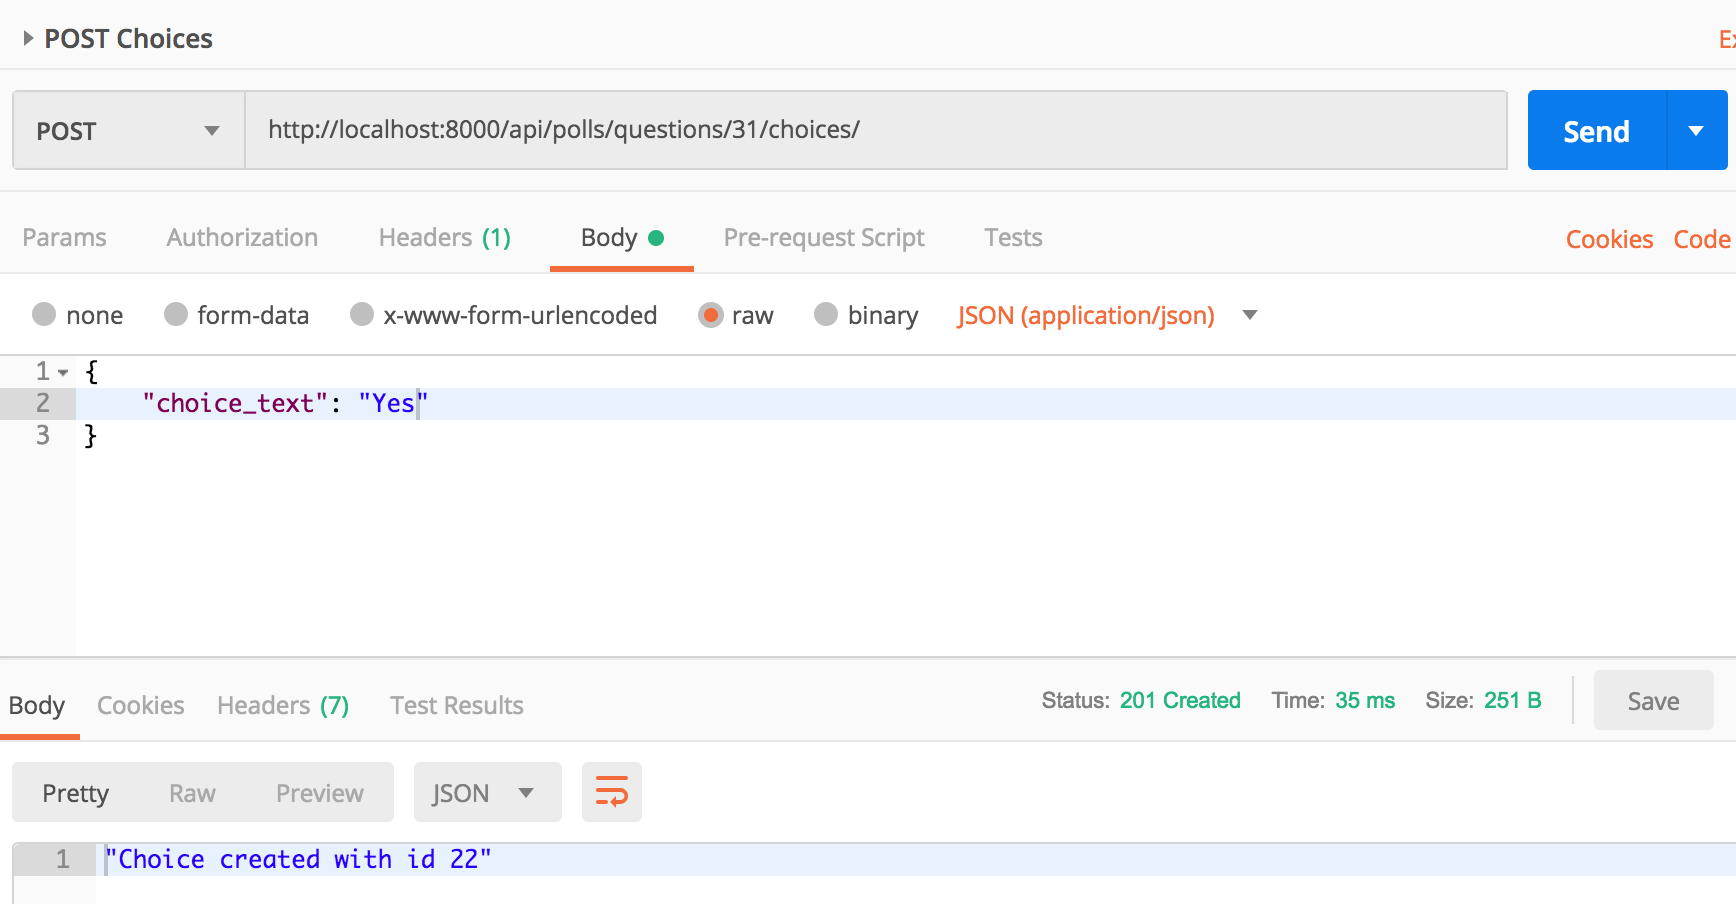 POST Choices
Ex
POST http://localhost:8000/api/polls/questions/31/choices/ Send
Params Authorization Headers (1) Body Pre-request Script Tests Cookies Code
none form-data x-www-form-urlencoded raw binary JSON (application/json)
1 {
2 "choice_text": "Yes"
3 }
Body Cookies Headers (7) Test Results Status: 201 Created Time: 35 ms Size: 251 B Save
Pretty Raw Preview JSON
1 "Choice created with id 22"